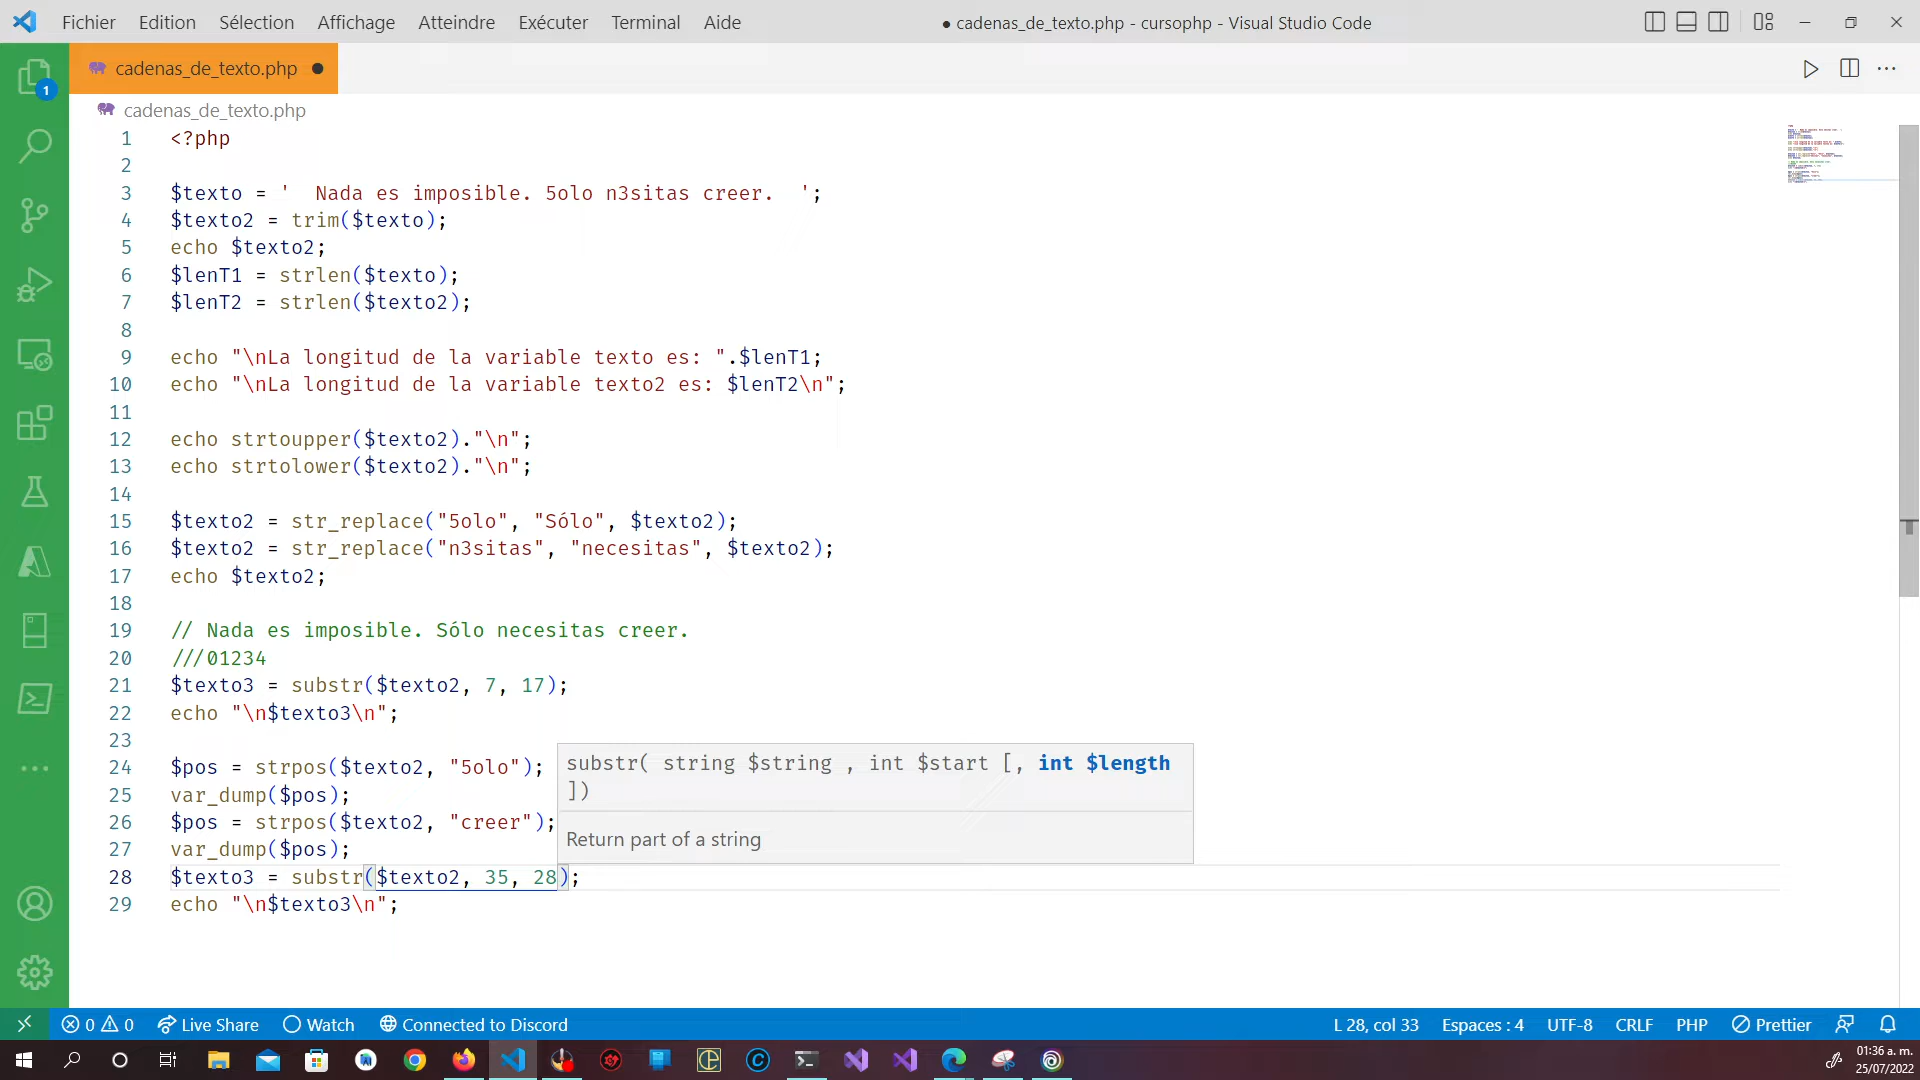 Fichier Edition Sélection Affichage Atteindre Exécuter Terminal Aide
● cadenas_de_texto.php - cursophp - Visual Studio Code
cadenas_de_texto.php ●
1
cadenas_de_texto.php
1 <?php
2
3 $texto = '  Nada es imposible. 5olo n3sitas creer.  ';
4 $texto2 = trim($texto);
5 echo $texto2;
6 $lenT1 = strlen($texto);
7 $lenT2 = strlen($texto2);
8
9 echo "\nLa longitud de la variable texto es: ".$lenT1;
10 echo "\nLa longitud de la variable texto2 es: $lenT2\n";
11
12 echo strtoupper($texto2)."\n";
13 echo strtolower($texto2)."\n";
14
15 $texto2 = str_replace("5olo", "Sólo", $texto2);
16 $texto2 = str_replace("n3sitas", "necesitas", $texto2);
17 echo $texto2;
18
19 // Nada es imposible. Sólo necesitas creer.
20 ///01234
21 $texto3 = substr($texto2, 7, 17);
22 echo "\n$texto3\n";
23
24 $pos = strpos($texto2, "5olo");
25 var_dump($pos);
26 $pos = strpos($texto2, "creer");
27 var_dump($pos);
28 $texto3 = substr($texto2, 35, 28);
29 echo "\n$texto3\n";
substr( string $string , int $start [, int $length
])
Return part of a string
0 0 Live Share Watch Connected to Discord
L 28, col 33 Espaces : 4 UTF-8 CRLF PHP Prettier
01:36 a. m.
25/07/2022